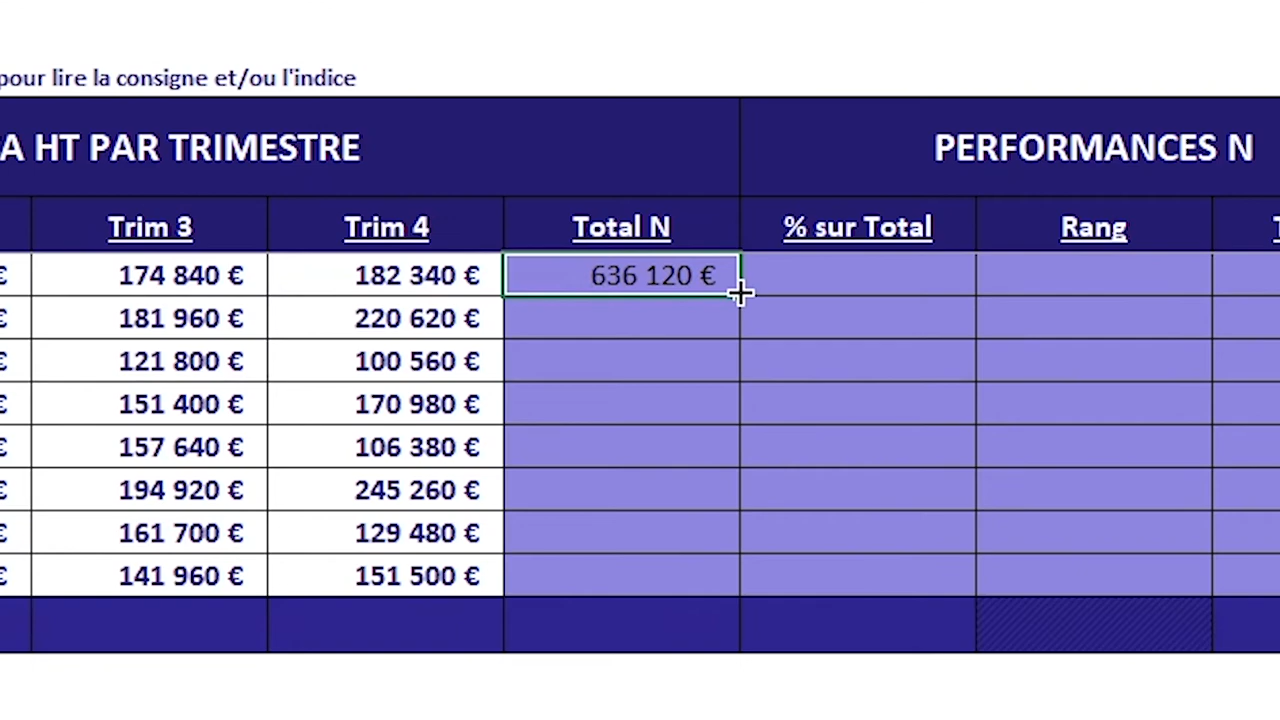 pour lire la consigne et/ou l'indice
A HT PAR TRIMESTRE PERFORMANCES N
Trim 3 Trim 4 Total N % sur Total Rang
€ 174 840 € 182 340 € 636 120 €
€ 181 960 € 220 620 €
€ 121 800 € 100 560 €
€ 151 400 € 170 980 €
€ 157 640 € 106 380 €
€ 194 920 € 245 260 €
€ 161 700 € 129 480 €
€ 141 960 € 151 500 €